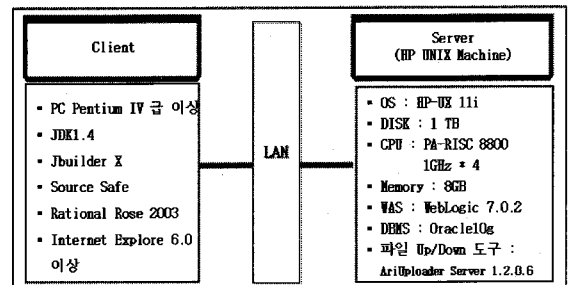 Client
▪ PC Pentium IV 급 이상
▪ JDK1.4
▪ Jbuilder X
▪ Source Safe
▪ Rational Rose 2003
▪ Internet Explore 6.0
이상
LAN
Server
(HP UNIX Machine)
▪ OS : HP-UX 11i
▪ DISK : 1 TB
▪ CPU : PA-RISC 8800
1GHz * 4
▪ Memory : 8GB
▪ WAS : WebLogic 7.0.2
▪ DBMS : Oracle10g
▪ 파일 Up/Down 도구 :
AriUploader Server 1.2.0.6